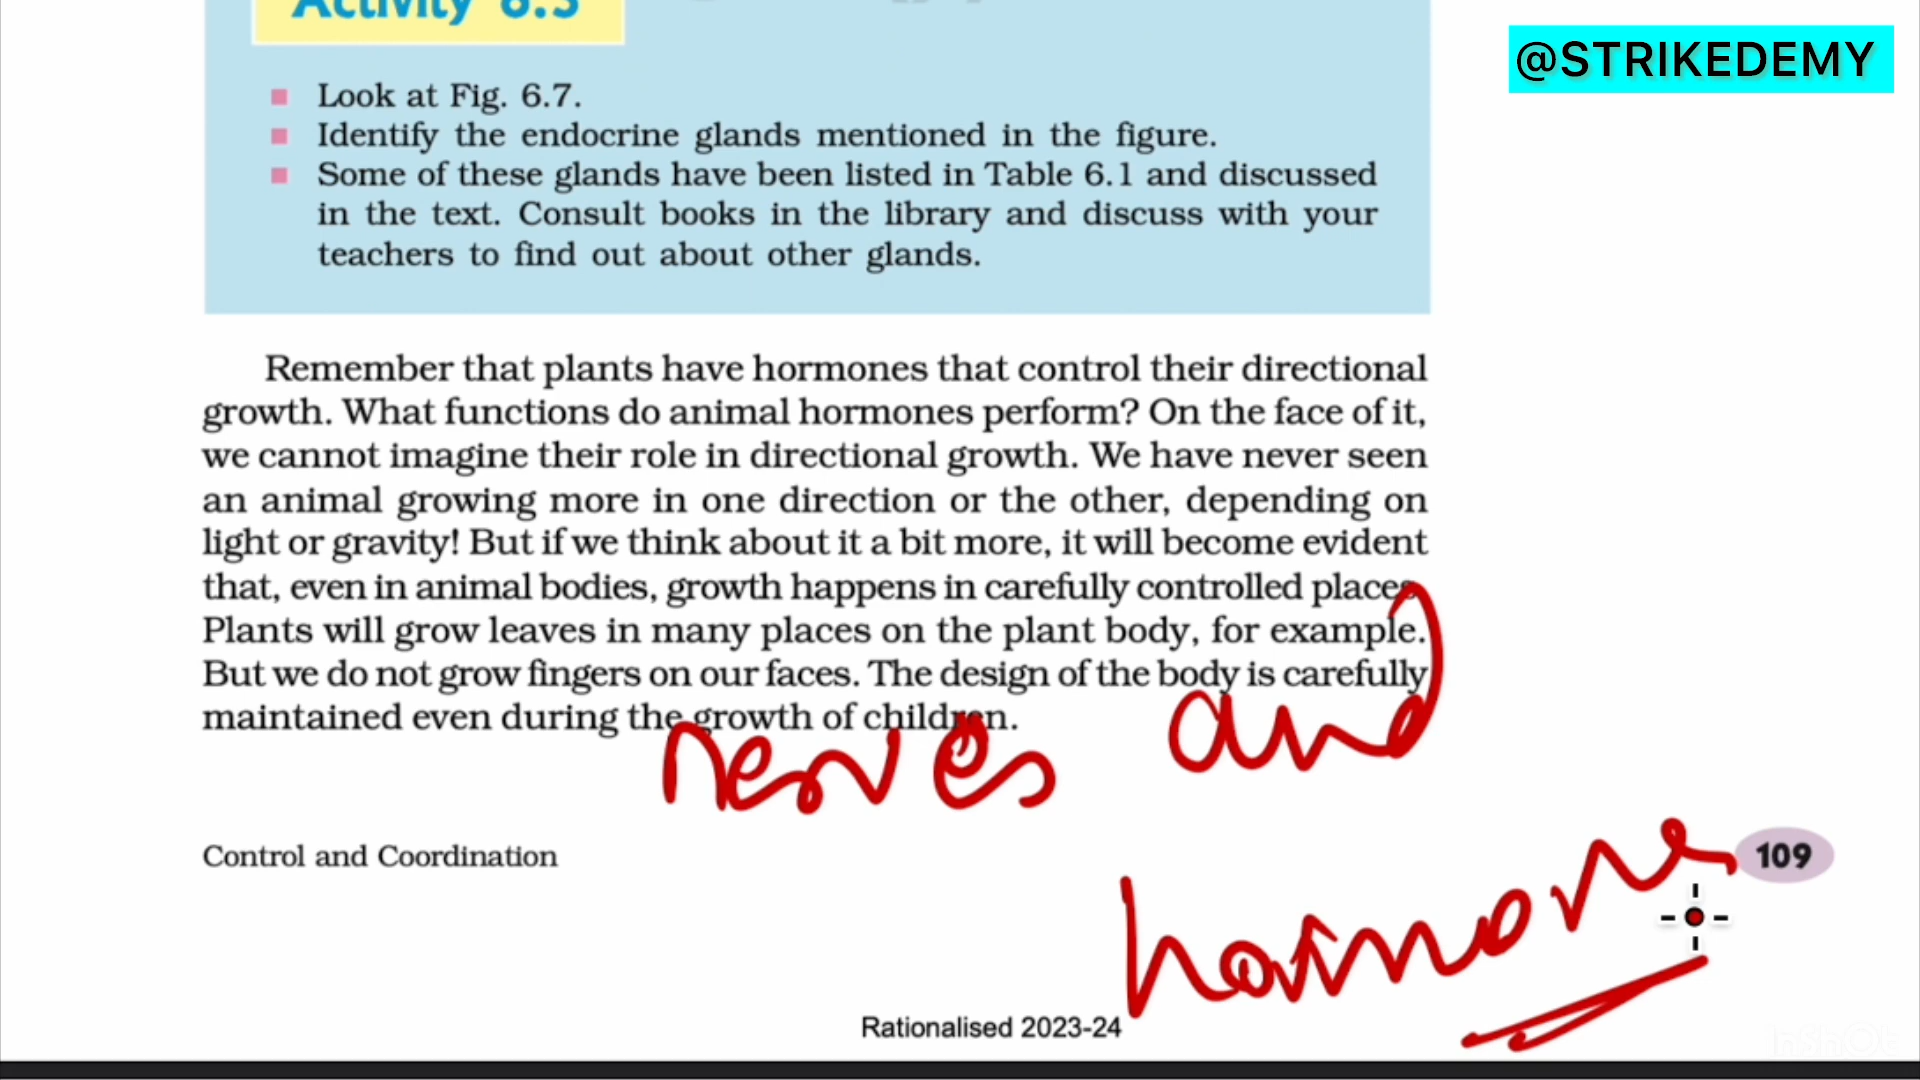 Activity 6.3
@STRIKEDEMY
Look at Fig. 6.7.
Identify the endocrine glands mentioned in the figure.
Some of these glands have been listed in Table 6.1 and discussed
in the text. Consult books in the library and discuss with your
teachers to find out about other glands.
Remember that plants have hormones that control their directional
growth. What functions do animal hormones perform? On the face of it,
we cannot imagine their role in directional growth. We have never seen
an animal growing more in one direction or the other, depending on
light or gravity! But if we think about it a bit more, it will become evident
that, even in animal bodies, growth happens in carefully controlled places.
Plants will grow leaves in many places on the plant body, for example.
But we do not grow fingers on our faces. The design of the body is carefully
maintained even during the growth of children.
nerves and
hormones
Control and Coordination
109
Rationalised 2023-24
InShOt